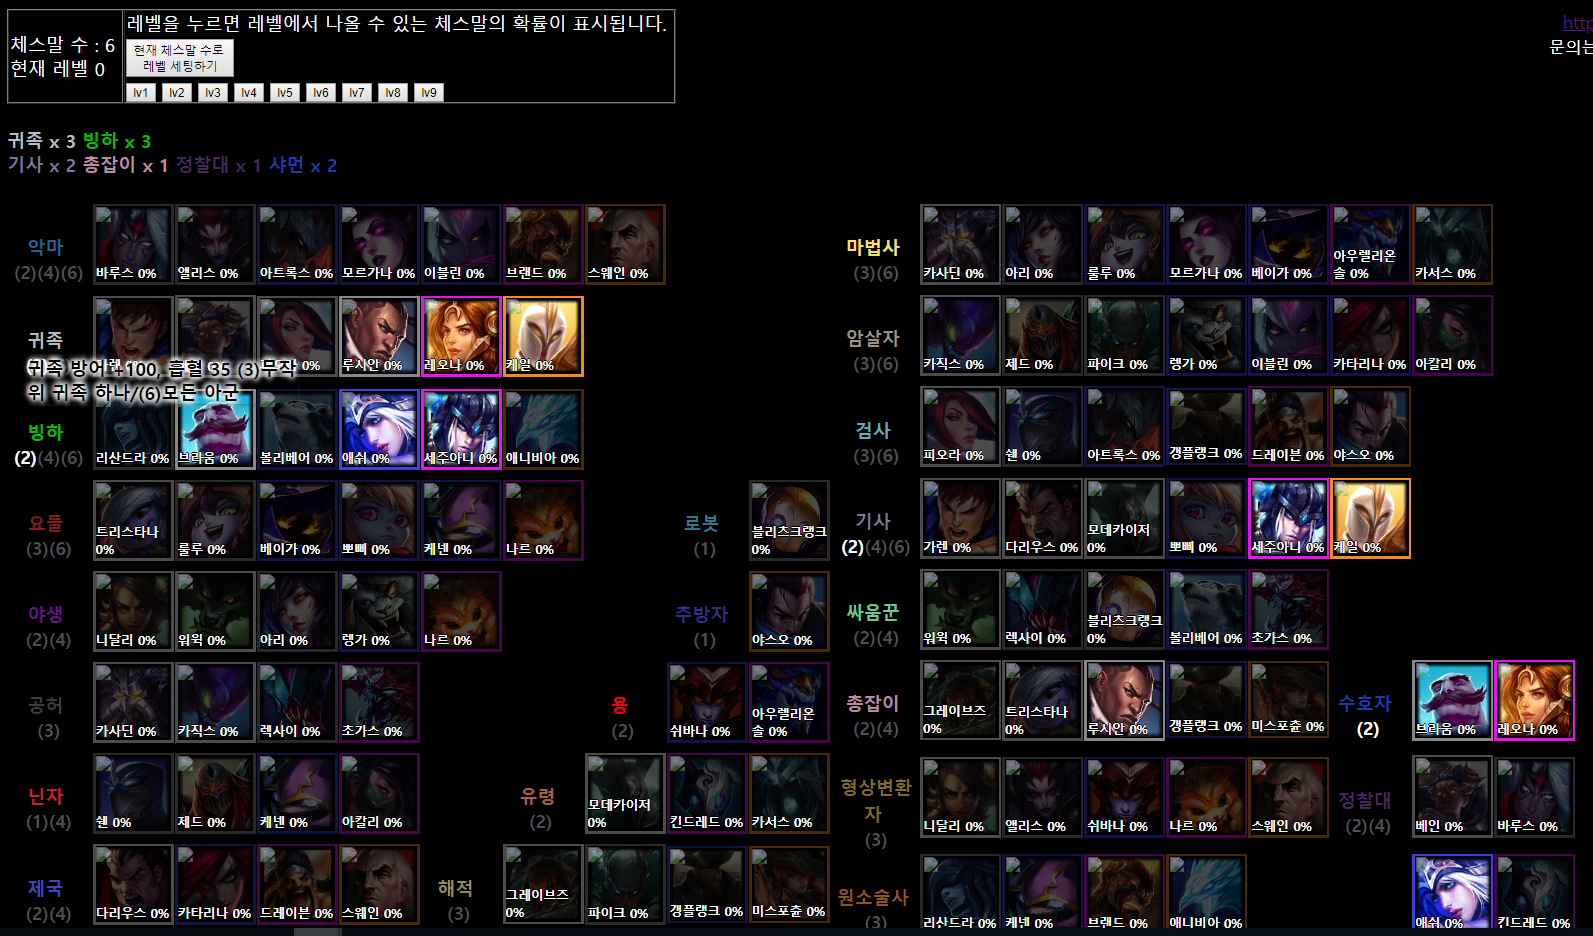 체스말 수 : 6
현재 레벨 0
레벨을 누르면 레벨에서 나올 수 있는 체스말의 확률이 표시됩니다.
현재 체스말 수로
레벨 세팅하기
lv1 lv2 lv3 lv4 lv5 lv6 lv7 lv8 lv9
http
문의는
귀족 x 3 빙하 x 3
기사 x 2 총잡이 x 1 정찰대 x 1 샤먼 x 2
악마
(2)(4)(6)
바루스 0% 앨리스 0% 아트록스 0% 모르가나 0% 이블린 0% 브랜드 0% 스웨인 0%
마법사
(3)(6)
카사딘 0% 아리 0% 룰루 0% 모르가나 0% 베이가 0% 아우렐리온
솔 0% 카서스 0%
귀족
루시안 0% 레오나 0% 케일 0%
귀족 방어 +100, 흡혈 35 (3)무작
위 귀족 하나/(6)모든 아군
암살자
(3)(6)
카직스 0% 제드 0% 파이크 0% 렝가 0% 이블린 0% 카타리나 0% 아칼리 0%
빙하
(2)(4)(6)
리산드라 0% 브라움 0% 볼리베어 0% 애쉬 0% 세주아니 0% 애니비아 0%
검사
(3)(6)
피오라 0% 쉔 0% 아트록스 0% 갱플랭크 0% 드레이븐 0% 야스오 0%
요들
(3)(6)
트리스타나
0% 룰루 0% 베이가 0% 뽀삐 0% 케넨 0% 나르 0%
로봇
(1)
블리츠크랭크
0%
기사
(2)(4)(6)
가렌 0% 다리우스 0% 모데카이저
0% 뽀삐 0% 세주아니 0% 케일 0%
야생
(2)(4)
니달리 0% 워윅 0% 아리 0% 렝가 0% 나르 0%
추방자
(1)
야스오 0%
싸움꾼
(2)(4)
워윅 0% 렉사이 0% 블리츠크랭크
0% 볼리베어 0% 초가스 0%
공허
(3)
카사딘 0% 카직스 0% 렉사이 0% 초가스 0%
용
(2)
쉬바나 0% 아우렐리온
솔 0%
총잡이
(2)(4)
그레이브즈
0% 트리스타나
0% 루시안 0% 갱플랭크 0% 미스포츈 0%
수호자
(2)
브라움 0% 레오나 0%
닌자
(1)(4)
쉔 0% 제드 0% 케넨 0% 아칼리 0%
유령
(2)
모데카이저
0% 킨드레드 0% 카서스 0%
형상변환
자
(3)
니달리 0% 앨리스 0% 쉬바나 0% 나르 0% 스웨인 0%
정찰대
(2)(4)
베인 0% 바루스 0%
제국
(2)(4)
다리우스 0% 카타리나 0% 드레이븐 0% 스웨인 0%
해적
(3)
그레이브즈
0% 파이크 0% 갱플랭크 0% 미스포츈 0%
원소술사
(3)
리산드라 0% 케넨 0% 브랜드 0% 애니비아 0%
애쉬 0% 킨드레드 0%